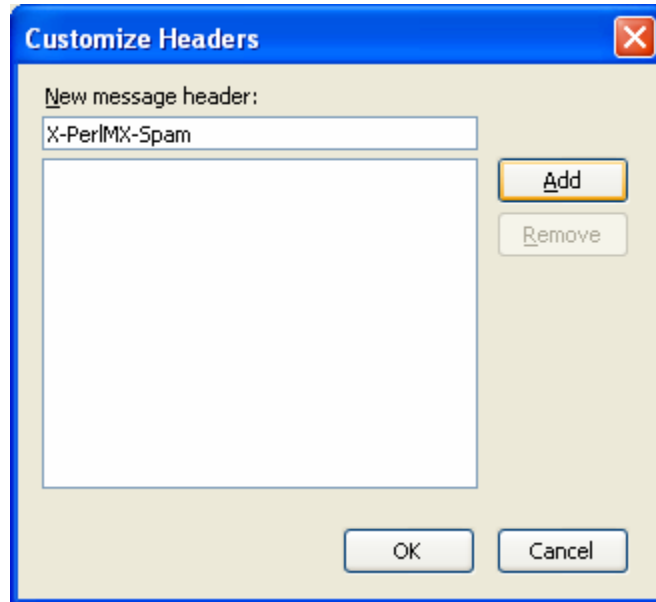 Customize Headers
New message header:
X-PerlMX-Spam
Add
Remove
OK
Cancel